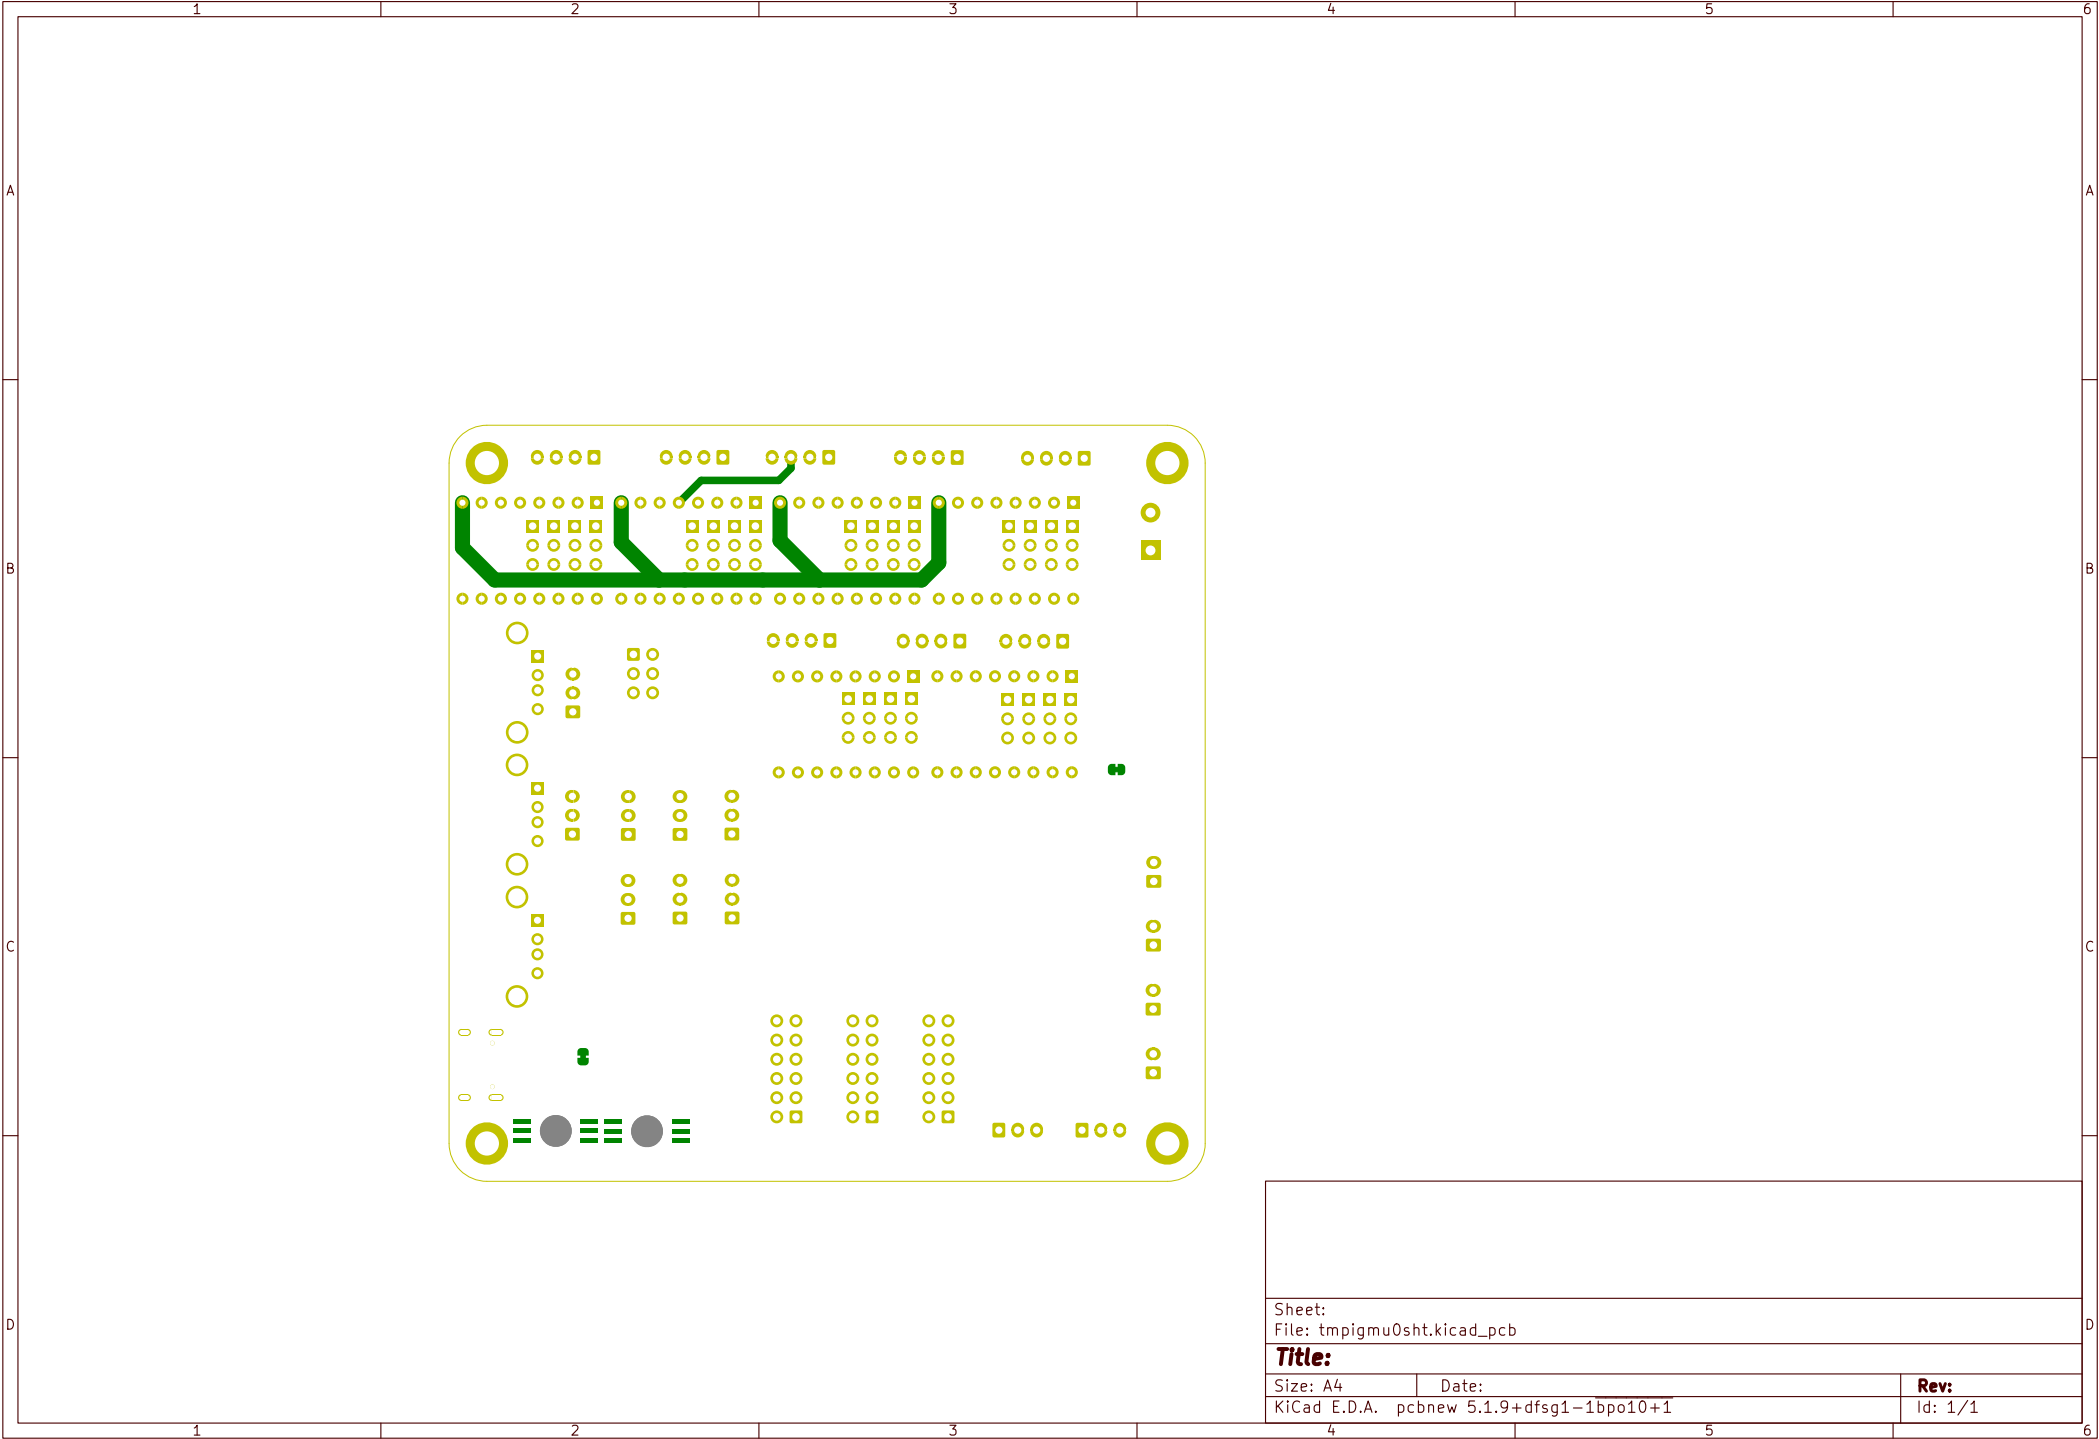 1 2 3 4 5 6
A A
B B
C C
D D
Sheet:
File: tmpigmu0sht.kicad_pcb
Title:
Size: A4 Date: Rev:
KiCad E.D.A. pcbnew 5.1.9+dfsg1-1bpo10+1 Id: 1/1
1 2 3 4 5 6